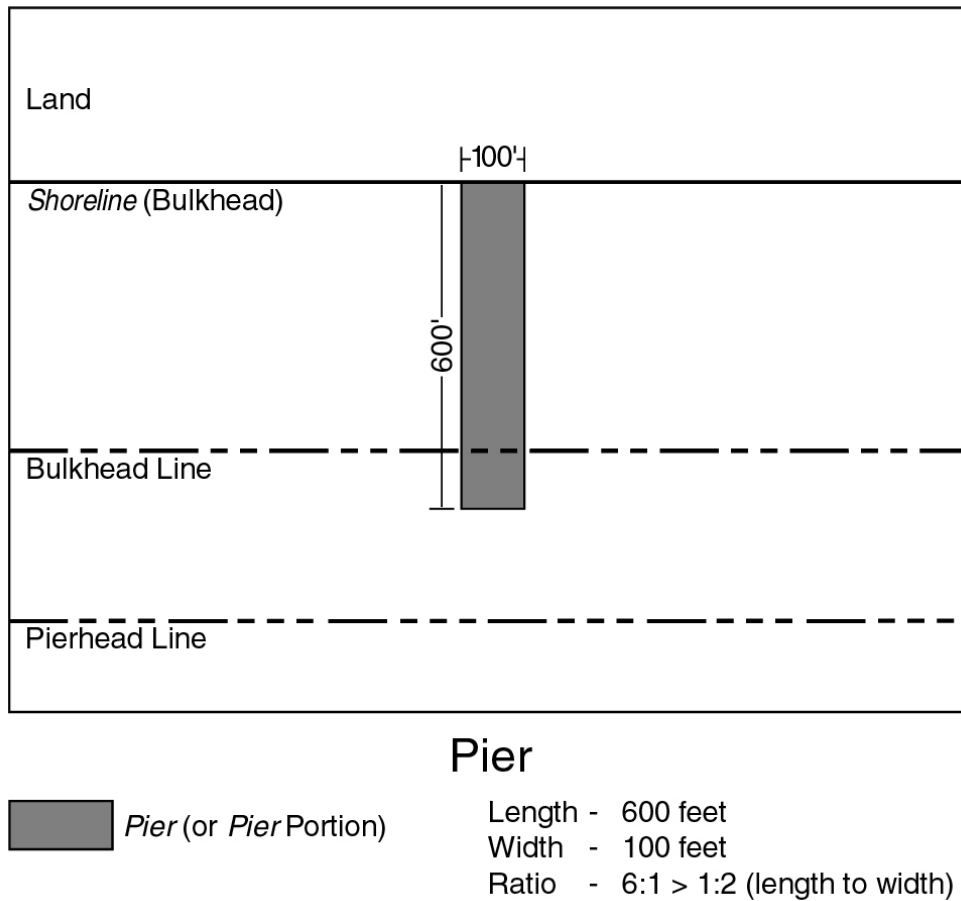 Land
100'
Shoreline (Bulkhead)
600'
Bulkhead Line
Pierhead Line
Pier
Pier (or Pier Portion)
Length - 600 feet
Width - 100 feet
Ratio - 6:1 > 1:2 (length to width)